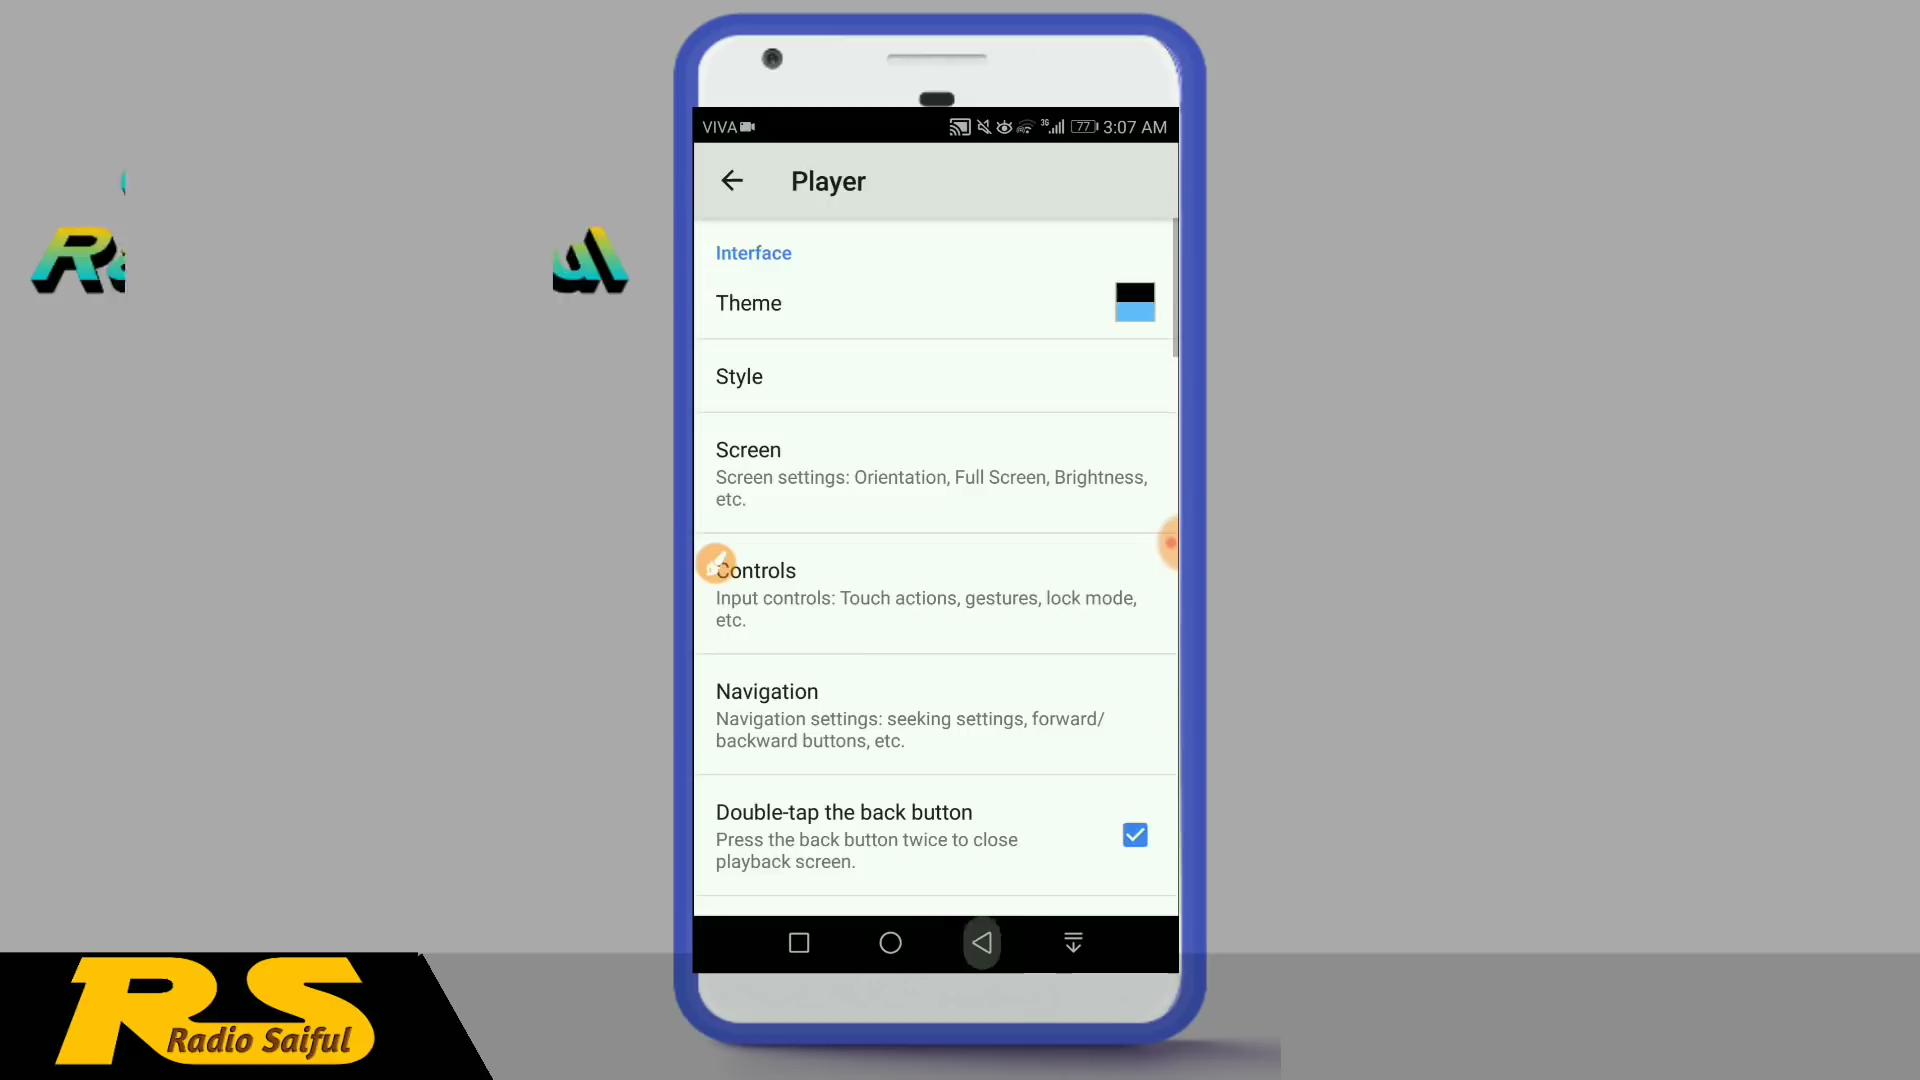 VIVA
3G
77
3:07 AM
Player
Interface
Theme
Style
Screen
Screen settings: Orientation, Full Screen, Brightness,
etc.
Controls
Input controls: Touch actions, gestures, lock mode,
etc.
Navigation
Navigation settings: seeking settings, forward/
backward buttons, etc.
Double-tap the back button
Press the back button twice to close
playback screen.
RS
Radio Saiful